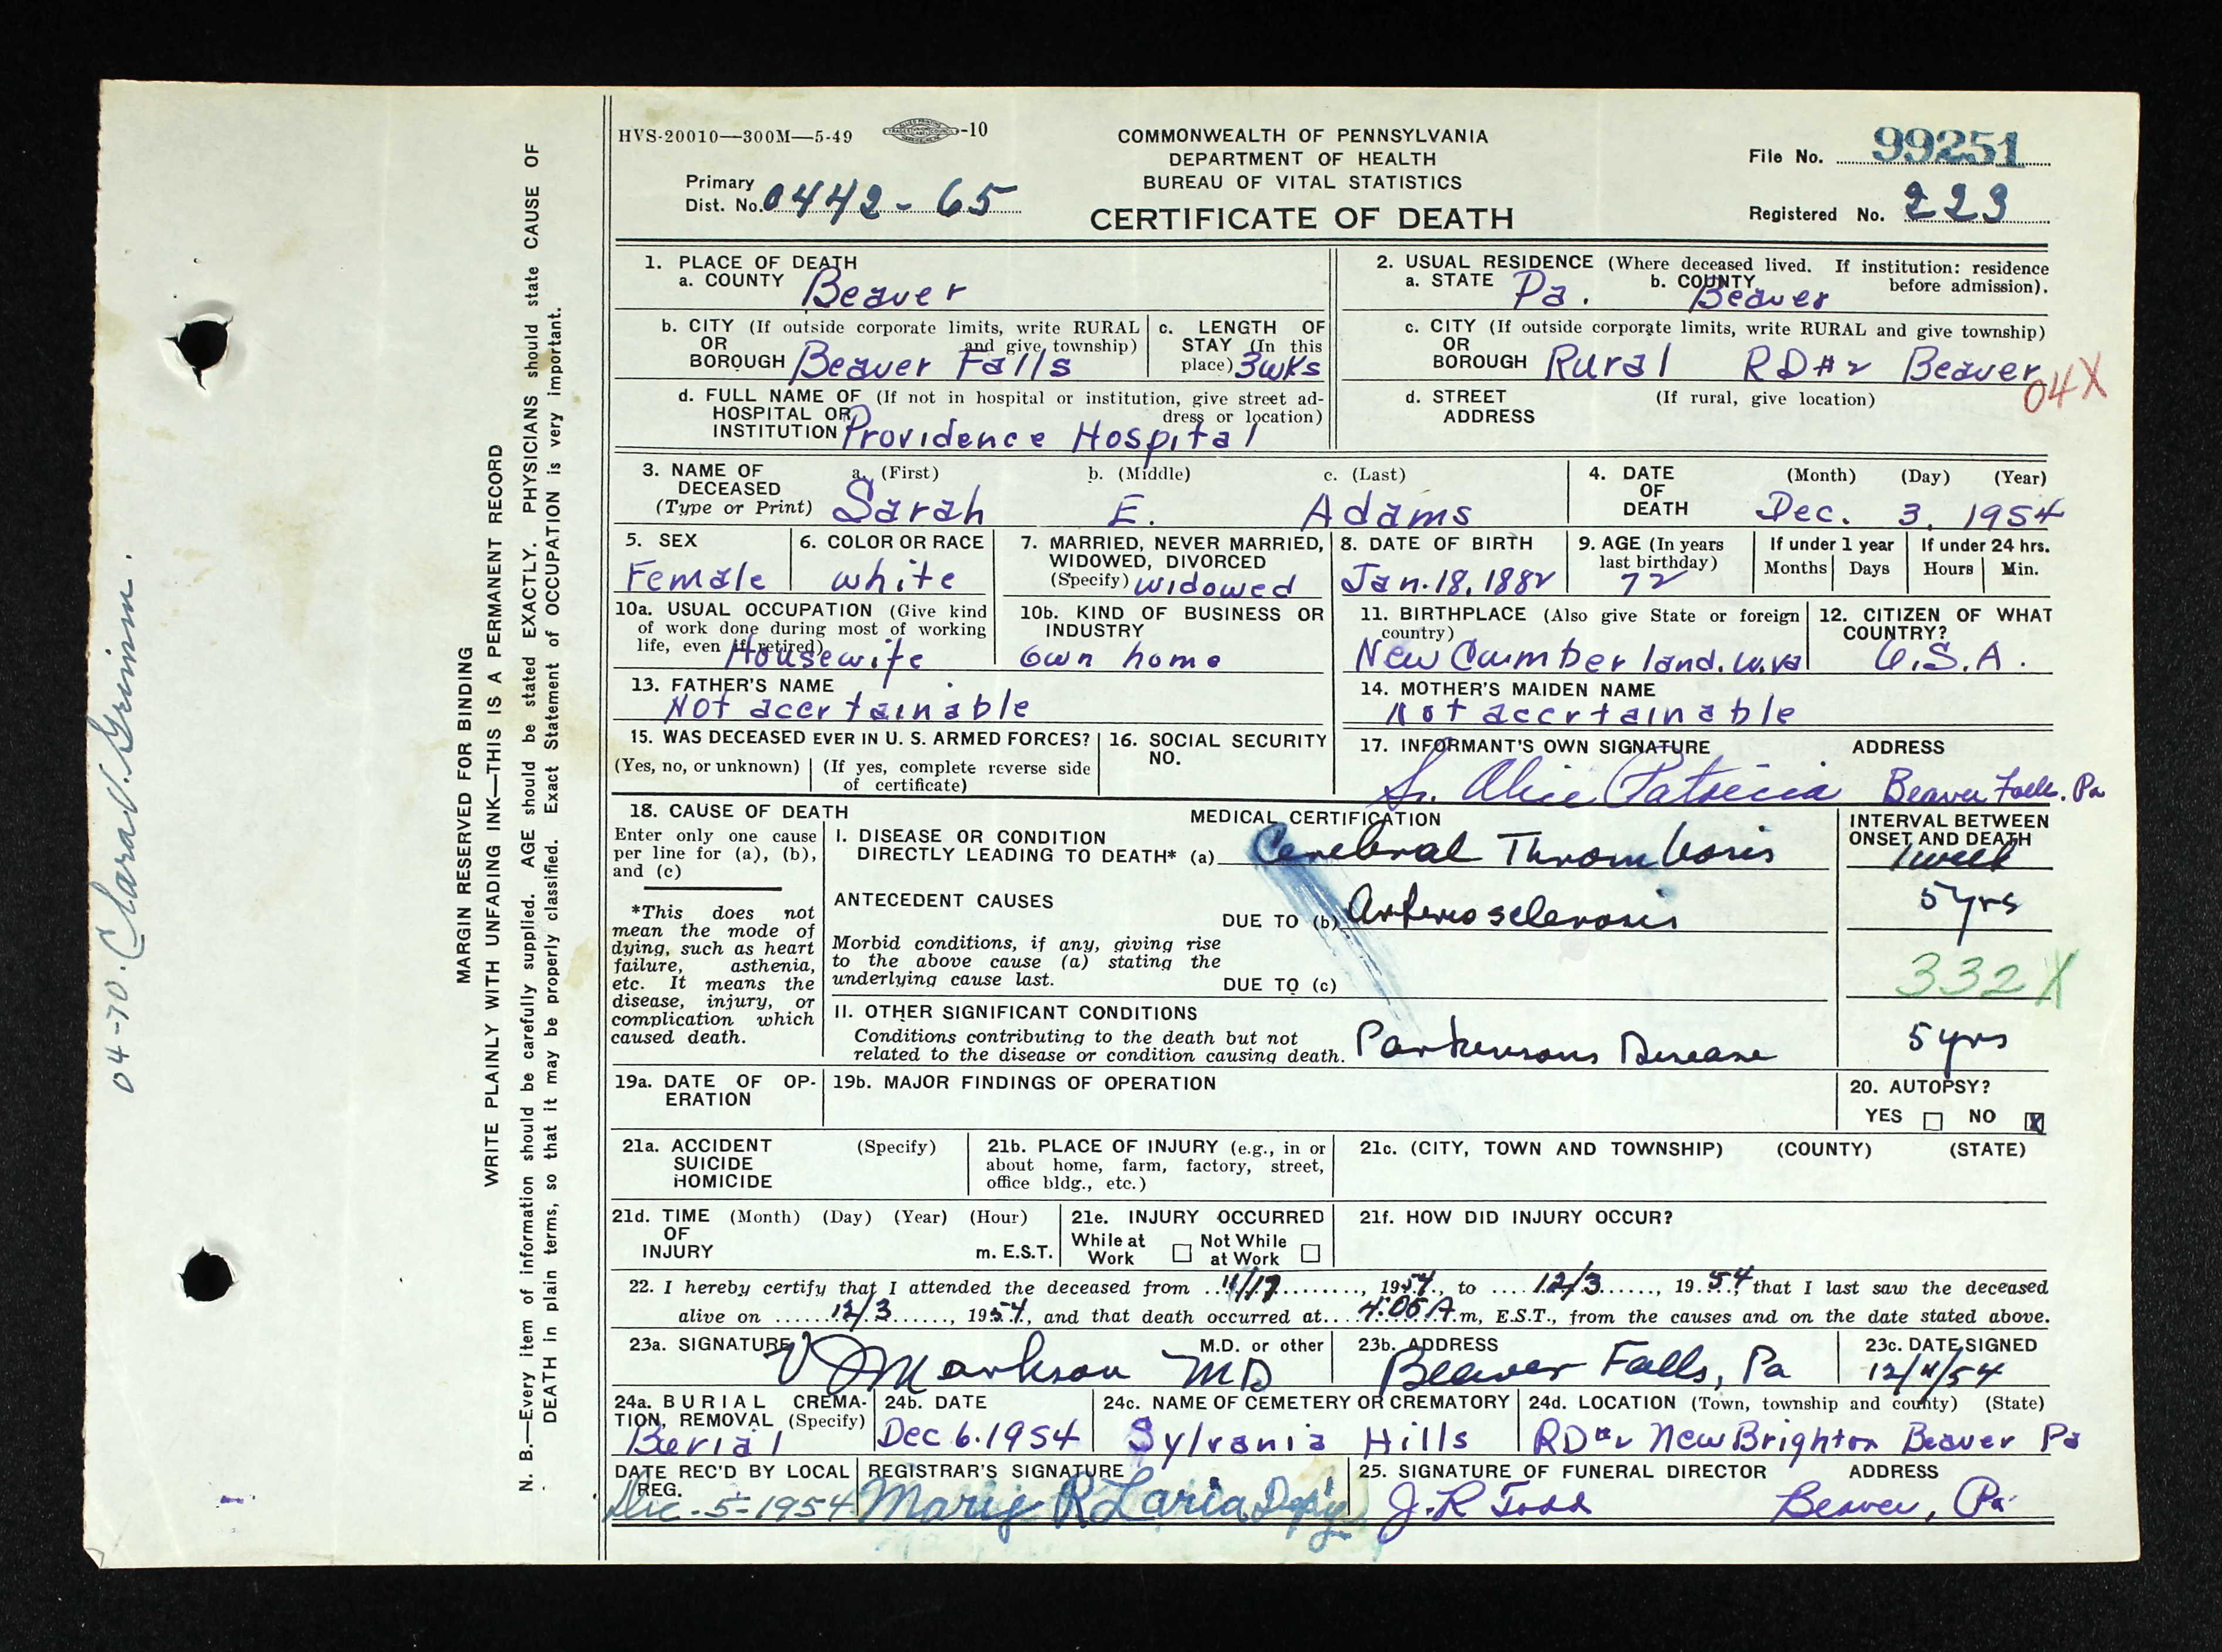 HVS-20010—300M—5-49 -10
COMMONWEALTH OF PENNSYLVANIA
DEPARTMENT OF HEALTH
BUREAU OF VITAL STATISTICS
CERTIFICATE OF DEATH
Primary
Dist. No. 0442-65
File No. 99251
Registered No. 223
1. PLACE OF DEATH
a. COUNTY Beaver
2. USUAL RESIDENCE (Where deceased lived. If institution: residence
before admission).
a. STATE Pa. b. COUNTY Beaver
b. CITY (If outside corporate limits, write RURAL
OR and give township)
BOROUGH Beaver Falls
c. LENGTH OF
STAY (In this
place) 3wks
c. CITY (If outside corporate limits, write RURAL and give township)
OR
BOROUGH Rural RD#2 Beaver
04X
d. FULL NAME OF (If not in hospital or institution, give street ad-
HOSPITAL OR dress or location)
INSTITUTION Providence Hospital
d. STREET (If rural, give location)
ADDRESS
3. NAME OF a. (First) b. (Middle) c. (Last)
DECEASED
(Type or Print) Sarah E. Adams
4. DATE (Month) (Day) (Year)
OF
DEATH Dec. 3, 1954
5. SEX
Female
6. COLOR OR RACE
white
7. MARRIED, NEVER MARRIED,
WIDOWED, DIVORCED
(Specify) widowed
8. DATE OF BIRTH
Jan. 18, 1882
9. AGE (In years
last birthday)
72
If under 1 year
Months Days
If under 24 hrs.
Hours Min.
10a. USUAL OCCUPATION (Give kind
of work done during most of working
life, even if retired)
Housewife
10b. KIND OF BUSINESS OR
INDUSTRY
Own home
11. BIRTHPLACE (Also give State or foreign
country)
New Cumberland. W.Va
12. CITIZEN OF WHAT
COUNTRY?
U.S.A.
13. FATHER'S NAME
Not acertainable
14. MOTHER'S MAIDEN NAME
Not accrtainable
15. WAS DECEASED EVER IN U. S. ARMED FORCES?
(Yes, no, or unknown) (If yes, complete reverse side
of certificate)
16. SOCIAL SECURITY
NO.
17. INFORMANT'S OWN SIGNATURE ADDRESS
Sr. Alice Patricia Beaver Falls. Pa
18. CAUSE OF DEATH
Enter only one cause
per line for (a), (b),
and (c)
*This does not
mean the mode of
dying, such as heart
failure, asthenia,
etc. It means the
disease, injury, or
complication which
caused death.
MEDICAL CERTIFICATION
I. DISEASE OR CONDITION
DIRECTLY LEADING TO DEATH* (a) Cerebral Thrombosis
ANTECEDENT CAUSES
DUE TO (b) Arteriosclerosis
Morbid conditions, if any, giving rise
to the above cause (a) stating the
underlying cause last.
DUE TO (c)
II. OTHER SIGNIFICANT CONDITIONS
Conditions contributing to the death but not
related to the disease or condition causing death. Parkensons Disease
INTERVAL BETWEEN
ONSET AND DEATH
1 week
5 yrs
332X
5 yrs
19a. DATE OF OP-
ERATION
19b. MAJOR FINDINGS OF OPERATION
20. AUTOPSY?
YES NO X
21a. ACCIDENT (Specify)
SUICIDE
HOMICIDE
21b. PLACE OF INJURY (e.g., in or
about home, farm, factory, street,
office bldg., etc.)
21c. (CITY, TOWN AND TOWNSHIP) (COUNTY) (STATE)
21d. TIME (Month) (Day) (Year) (Hour)
OF
INJURY m. E.S.T.
21e. INJURY OCCURRED
While at Not While
Work at Work
21f. HOW DID INJURY OCCUR?
22. I hereby certify that I attended the deceased from 11/17, 1954, to 12/3, 1954, that I last saw the deceased
alive on 12/3, 1954, and that death occurred at 4:05 A.m, E.S.T., from the causes and on the date stated above.
23a. SIGNATURE M.D. or other
Markson MD
23b. ADDRESS
Beaver Falls, Pa
23c. DATE SIGNED
12/4/54
24a. BURIAL CREMA-
TION, REMOVAL (Specify)
Burial
24b. DATE
Dec 6. 1954
24c. NAME OF CEMETERY OR CREMATORY
Sylvania Hills
24d. LOCATION (Town, township and county) (State)
RD#2 New Brighton Beaver Pa
DATE REC'D BY LOCAL
REG.
Dec-5-1954
REGISTRAR'S SIGNATURE
25. SIGNATURE OF FUNERAL DIRECTOR ADDRESS
J. R Todd Beaver, Pa
MARGIN RESERVED FOR BINDING
WRITE PLAINLY WITH UNFADING INK—THIS IS A PERMANENT RECORD
N. B.—Every item of information should be carefully supplied. AGE should be stated EXACTLY. PHYSICIANS should state CAUSE OF
DEATH in plain terms, so that it may be properly classified. Exact Statement of OCCUPATION is very important.
04-70. Clara V. Grimm.